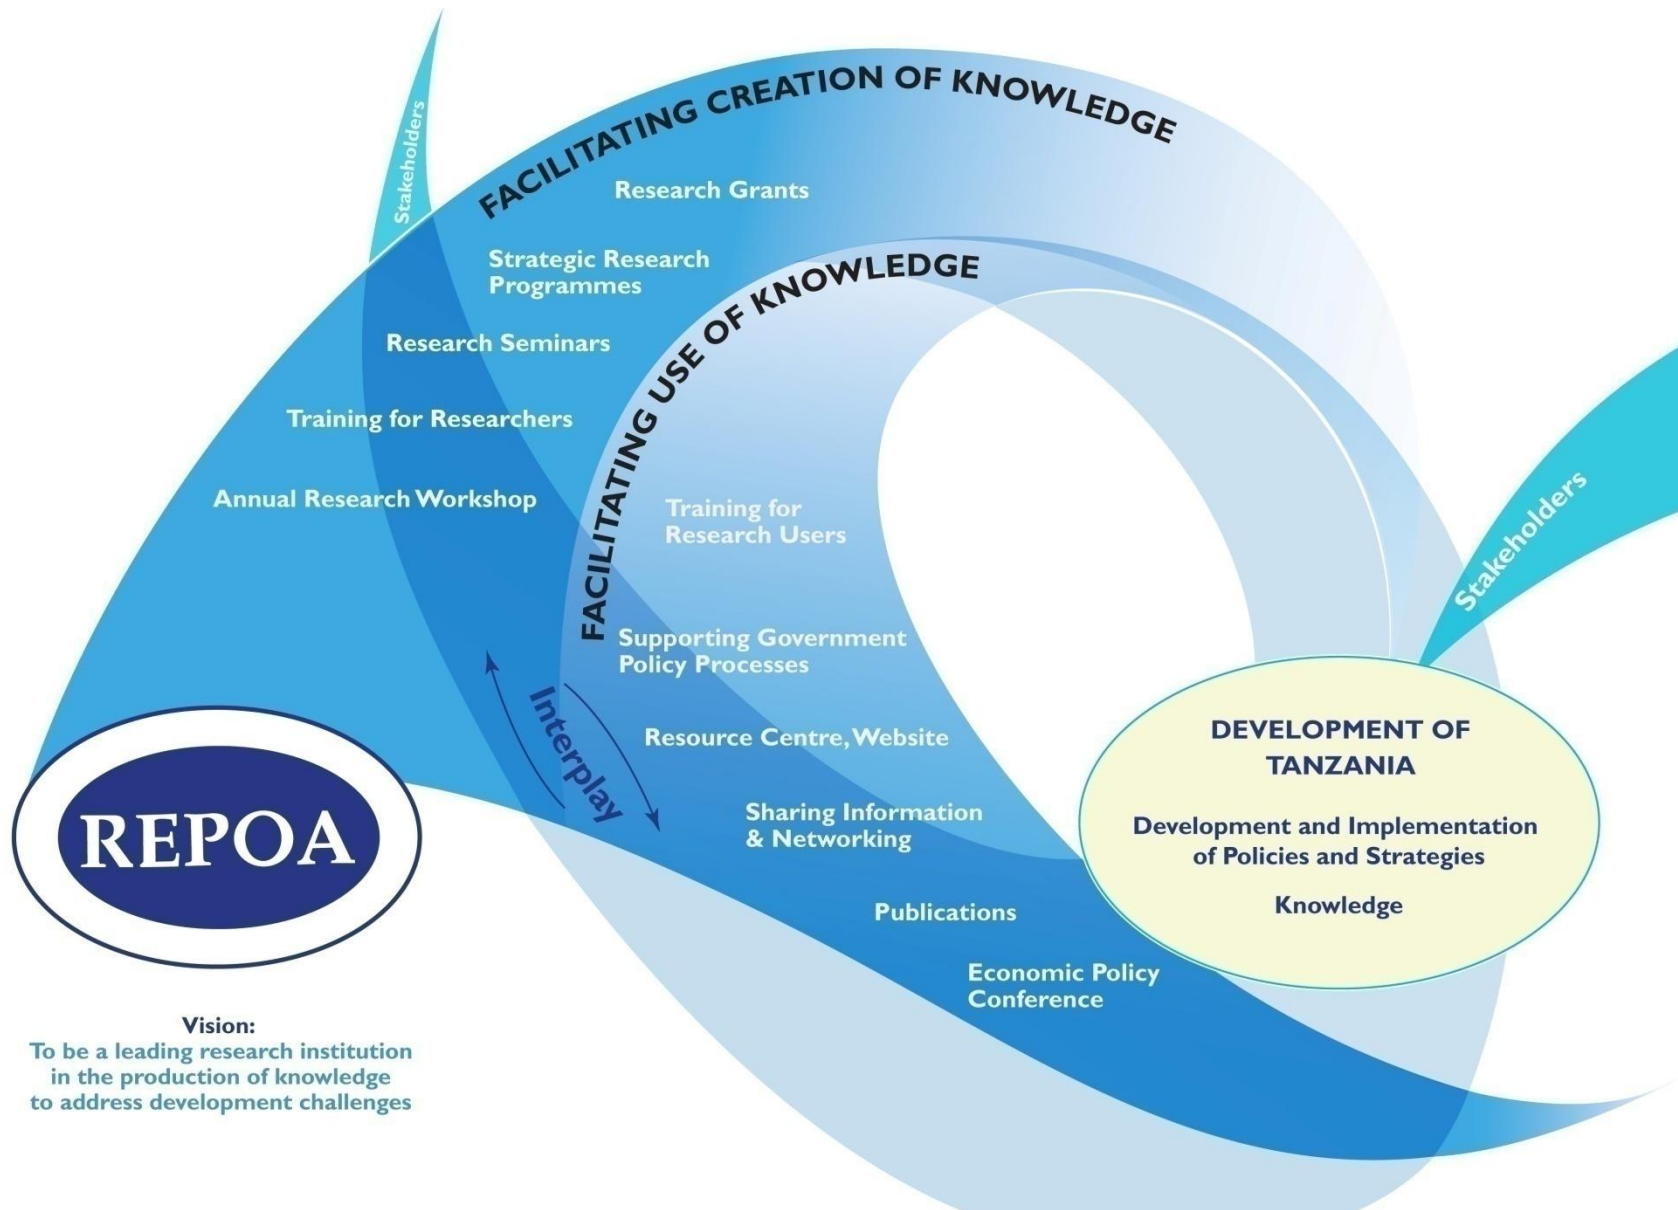 Stakeholders
FACILITATING CREATION OF KNOWLEDGE
Research Grants
Strategic Research
Programmes
Research Seminars
Training for Researchers
Annual Research Workshop
FACILITATING USE OF KNOWLEDGE
Training for
Research Users
Supporting Government
Policy Processes
Resource Centre, Website
Sharing Information
& Networking
Publications
Economic Policy
Conference
Interplay
Stakeholders
DEVELOPMENT OF
TANZANIA
Development and Implementation
of Policies and Strategies
Knowledge
REPOA
Vision:
To be a leading research institution
in the production of knowledge
to address development challenges